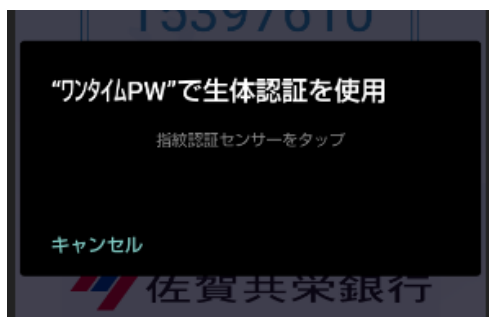 15397610
“ワンタイムPW”で生体認証を使用
指紋認証センサーをタップ
キャンセル
佐賀共栄銀行